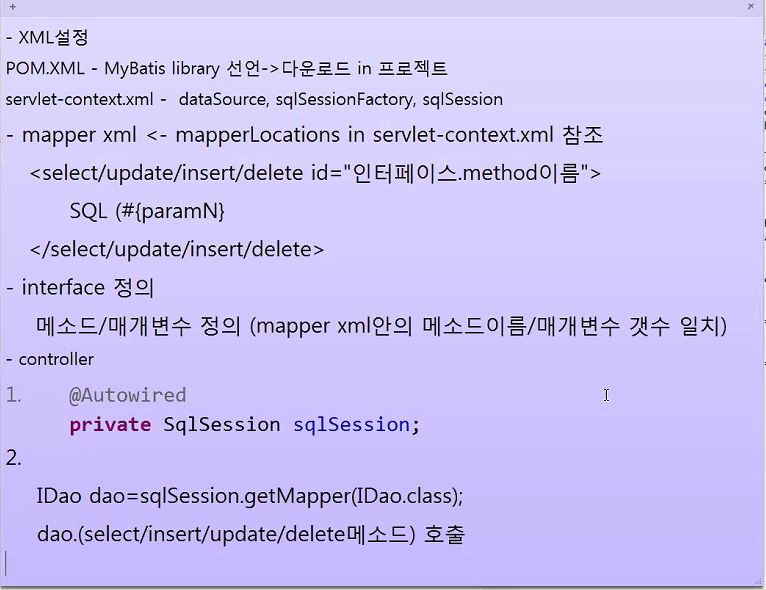 - XML설정
POM.XML - MyBatis library 선언->다운로드 in 프로젝트
servlet-context.xml - dataSource, sqlSessionFactory, sqlSession
- mapper xml <- mapperLocations in servlet-context.xml 참조
<select/update/insert/delete id="인터페이스.method이름">
SQL (#{paramN}
</select/update/insert/delete>
- interface 정의
메소드/매개변수 정의 (mapper xml안의 메소드이름/매개변수 갯수 일치)
- controller
1. @Autowired
private SqlSession sqlSession;
2.
IDao dao=sqlSession.getMapper(IDao.class);
dao.(select/insert/update/delete메소드) 호출